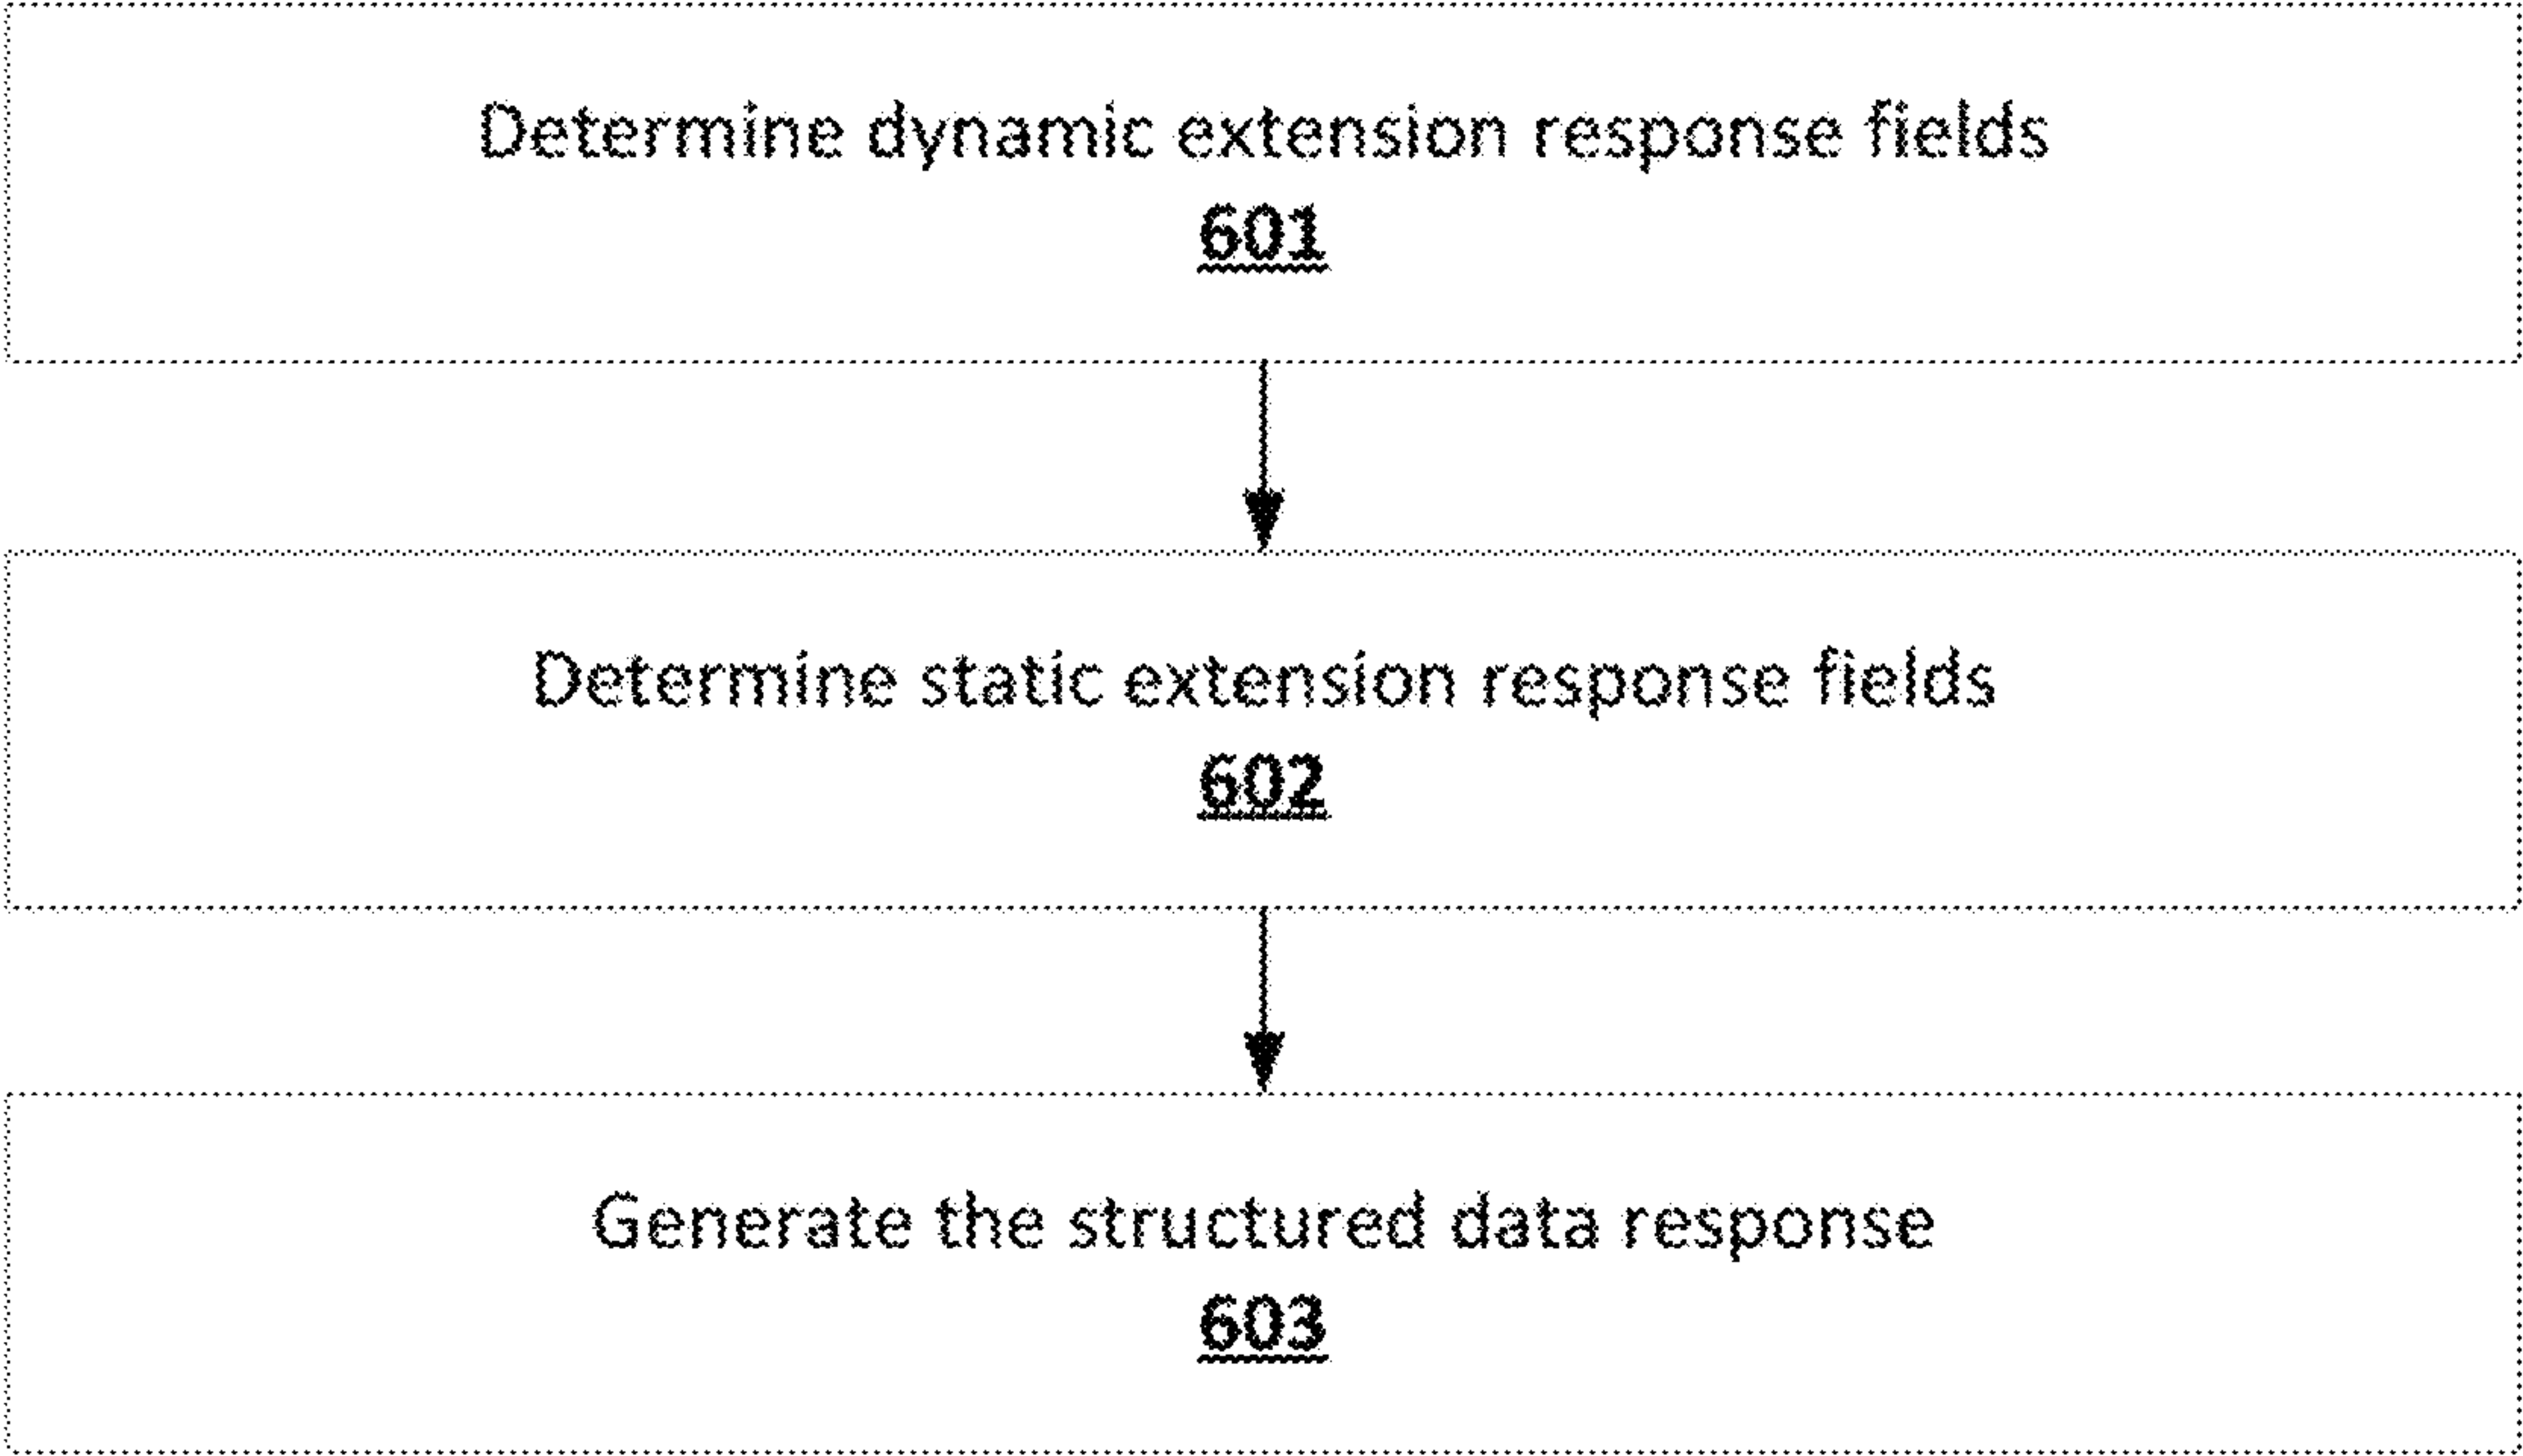 Determine dynamic extension response fields
601
Determine static extension response fields
602
Generate the structured data response
603